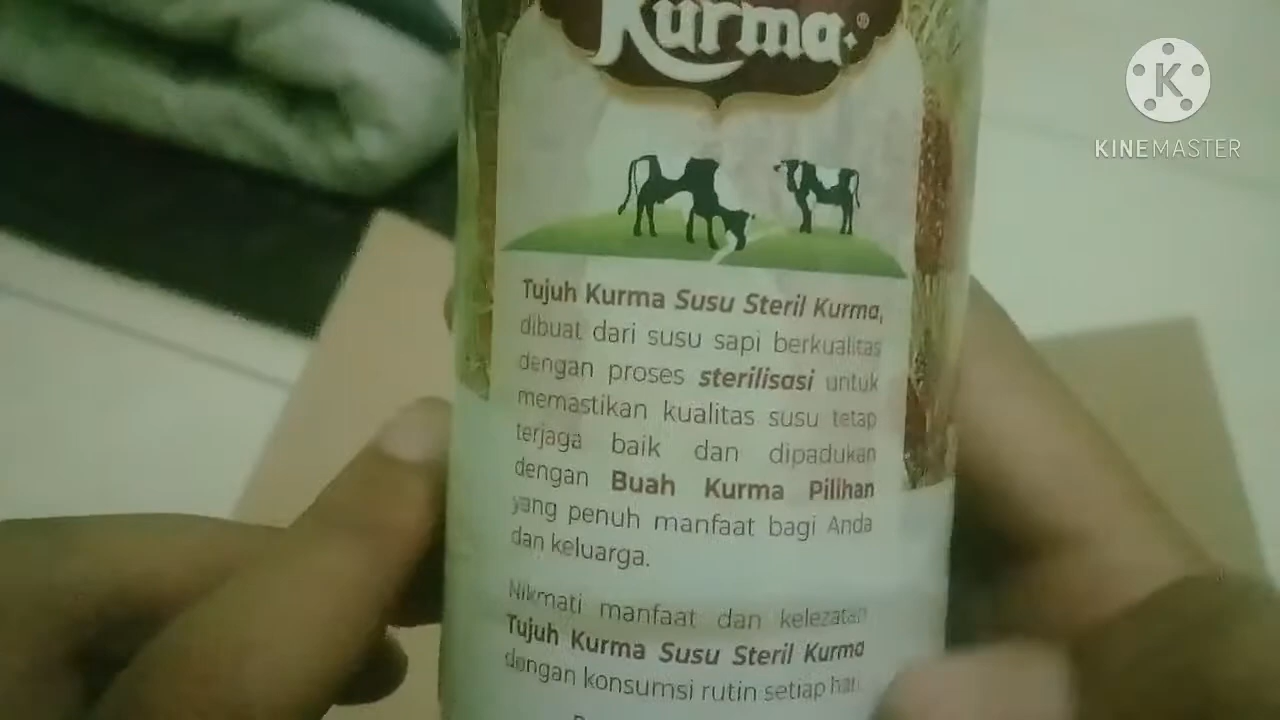 Kurma®
K
KINEMASTER
Tujuh Kurma Susu Steril Kurma,
dibuat dari susu sapi berkualitas
dengan proses sterilisasi untuk
memastikan kualitas susu tetap
terjaga baik dan dipadukan
dengan Buah Kurma Pilihan
yang penuh manfaat bagi Anda
dan keluarga.
Nikmati manfaat dan kelezatan
Tujuh Kurma Susu Steril Kurma
dengan konsumsi rutin setiap hari.